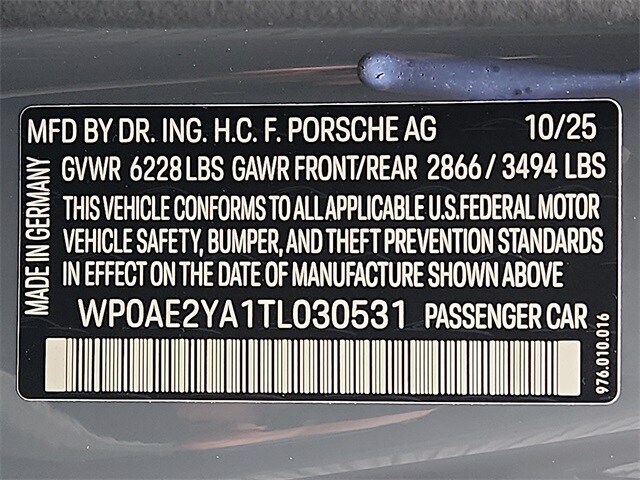 MFD BY DR. ING. H.C. F. PORSCHE AG 10/25
GVWR 6228 LBS GAWR FRONT/REAR 2866 / 3494 LBS
THIS VEHICLE CONFORMS TO ALL APPLICABLE U.S. FEDERAL MOTOR
VEHICLE SAFETY, BUMPER, AND THEFT PREVENTION STANDARDS
IN EFFECT ON THE DATE OF MANUFACTURE SHOWN ABOVE
WP0AE2YA1TL030531 PASSENGER CAR
MADE IN GERMANY
976.010.016